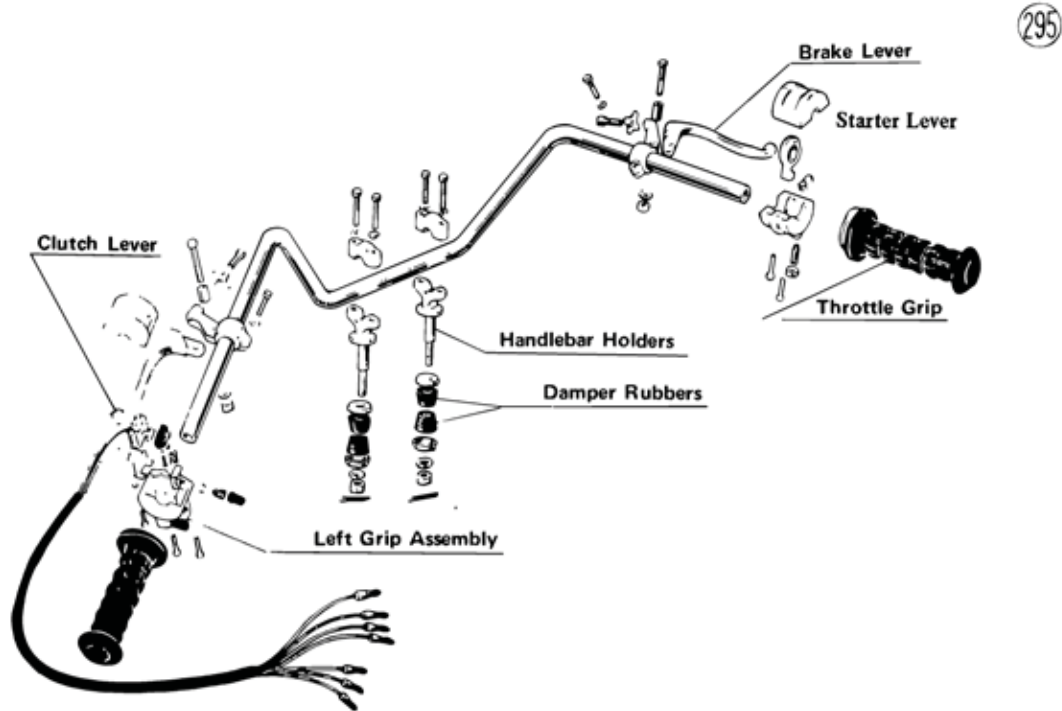 295
Brake Lever
Starter Lever
Clutch Lever
Throttle Grip
Handlebar Holders
Damper Rubbers
Left Grip Assembly